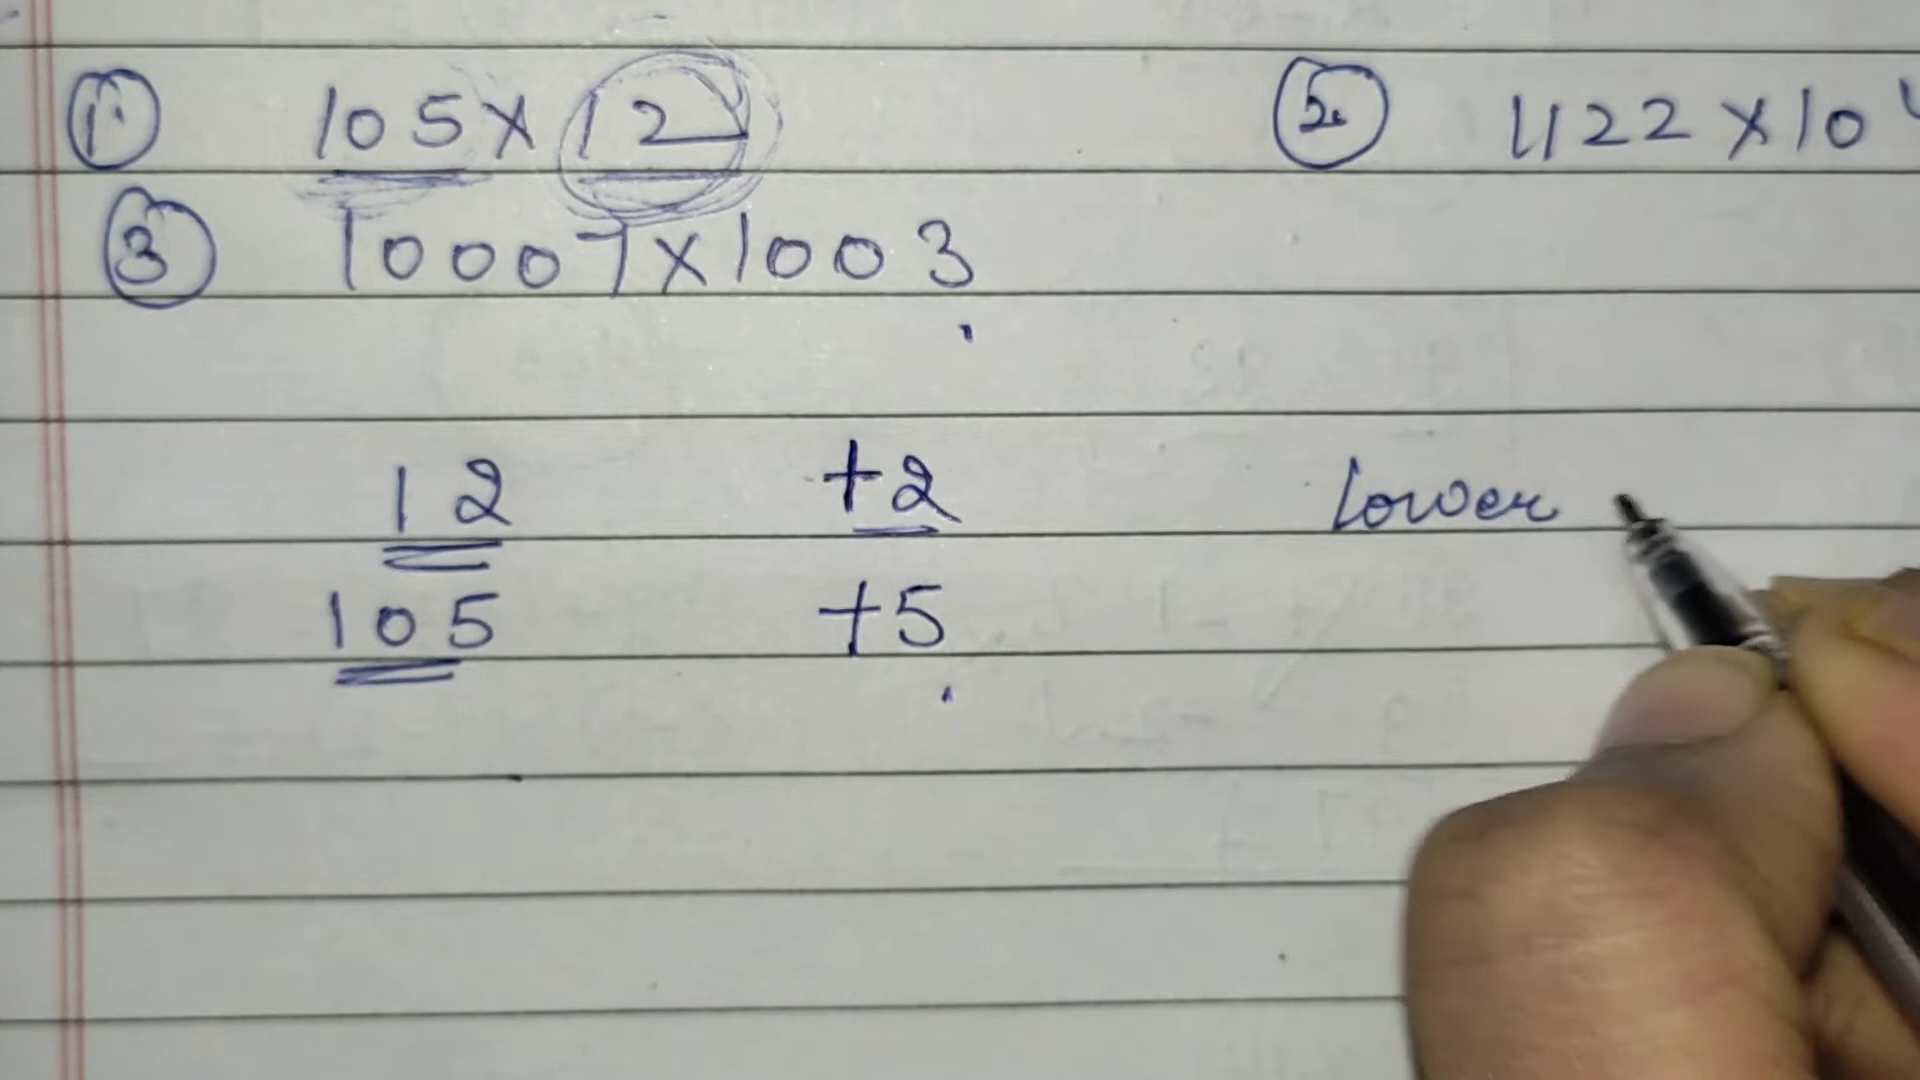 1. 105 x 12 2. 1122 x 10
3 10007 x 1003
12 +2 lower
105 +5